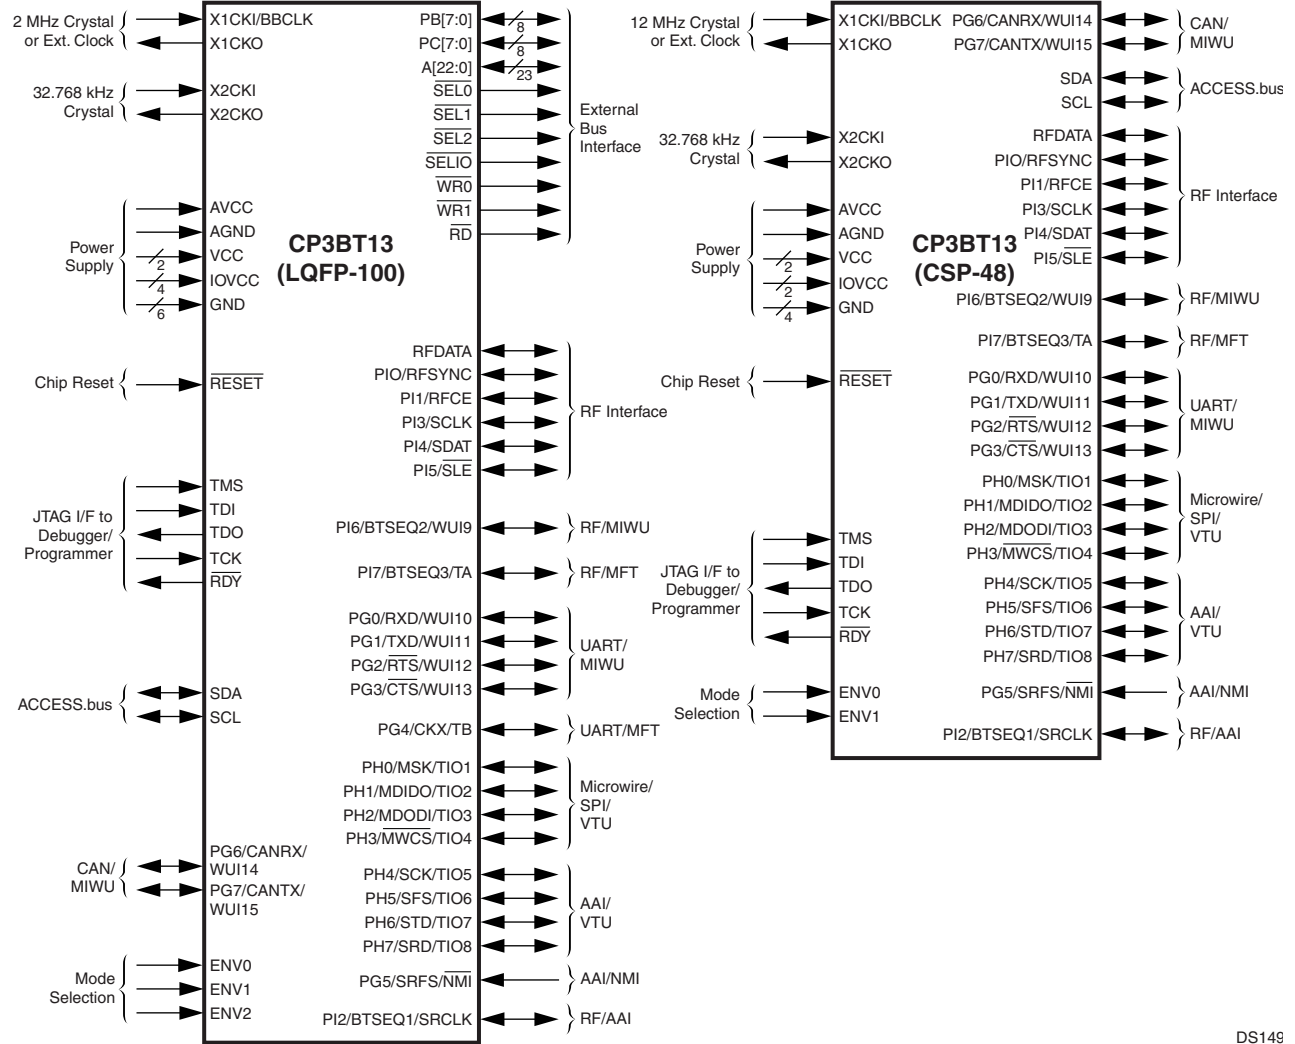 2 MHz Crystal
or Ext. Clock
X1CKI/BBCLK
X1CKO
32.768 kHz
Crystal
X2CKI
X2CKO
Power
Supply
AVCC
AGND
VCC
2
IOVCC
4
GND
6
Chip Reset
RESET
JTAG I/F to
Debugger/
Programmer
TMS
TDI
TDO
TCK
RDY
ACCESS.bus
SDA
SCL
CAN/
MIWU
PG6/CANRX/
WUI14
PG7/CANTX/
WUI15
Mode
Selection
ENV0
ENV1
ENV2
CP3BT13
(LQFP-100)
PB[7:0]
8
PC[7:0]
8
A[22:0]
23
SEL0
SEL1
SEL2
SELIO
WR0
WR1
RD
External
Bus
Interface
RFDATA
PIO/RFSYNC
PI1/RFCE
PI3/SCLK
PI4/SDAT
PI5/SLE
RF Interface
PI6/BTSEQ2/WUI9
RF/MIWU
PI7/BTSEQ3/TA
RF/MFT
PG0/RXD/WUI10
PG1/TXD/WUI11
PG2/RTS/WUI12
PG3/CTS/WUI13
UART/
MIWU
PG4/CKX/TB
UART/MFT
PH0/MSK/TIO1
PH1/MDIDO/TIO2
PH2/MDODI/TIO3
PH3/MWCS/TIO4
Microwire/
SPI/
VTU
PH4/SCK/TIO5
PH5/SFS/TIO6
PH6/STD/TIO7
PH7/SRD/TIO8
AAI/
VTU
PG5/SRFS/NMI
AAI/NMI
PI2/BTSEQ1/SRCLK
RF/AAI
12 MHz Crystal
or Ext. Clock
X1CKI/BBCLK
X1CKO
32.768 kHz
Crystal
X2CKI
X2CKO
Power
Supply
AVCC
AGND
VCC
2
IOVCC
2
GND
4
Chip Reset
RESET
JTAG I/F to
Debugger/
Programmer
TMS
TDI
TDO
TCK
RDY
Mode
Selection
ENV0
ENV1
CP3BT13
(CSP-48)
PG6/CANRX/WUI14
PG7/CANTX/WUI15
CAN/
MIWU
SDA
SCL
ACCESS.bus
RFDATA
PIO/RFSYNC
PI1/RFCE
PI3/SCLK
PI4/SDAT
PI5/SLE
RF Interface
PI6/BTSEQ2/WUI9
RF/MIWU
PI7/BTSEQ3/TA
RF/MFT
PG0/RXD/WUI10
PG1/TXD/WUI11
PG2/RTS/WUI12
PG3/CTS/WUI13
UART/
MIWU
PH0/MSK/TIO1
PH1/MDIDO/TIO2
PH2/MDODI/TIO3
PH3/MWCS/TIO4
Microwire/
SPI/
VTU
PH4/SCK/TIO5
PH5/SFS/TIO6
PH6/STD/TIO7
PH7/SRD/TIO8
AAI/
VTU
PG5/SRFS/NMI
AAI/NMI
PI2/BTSEQ1/SRCLK
RF/AAI
DS149